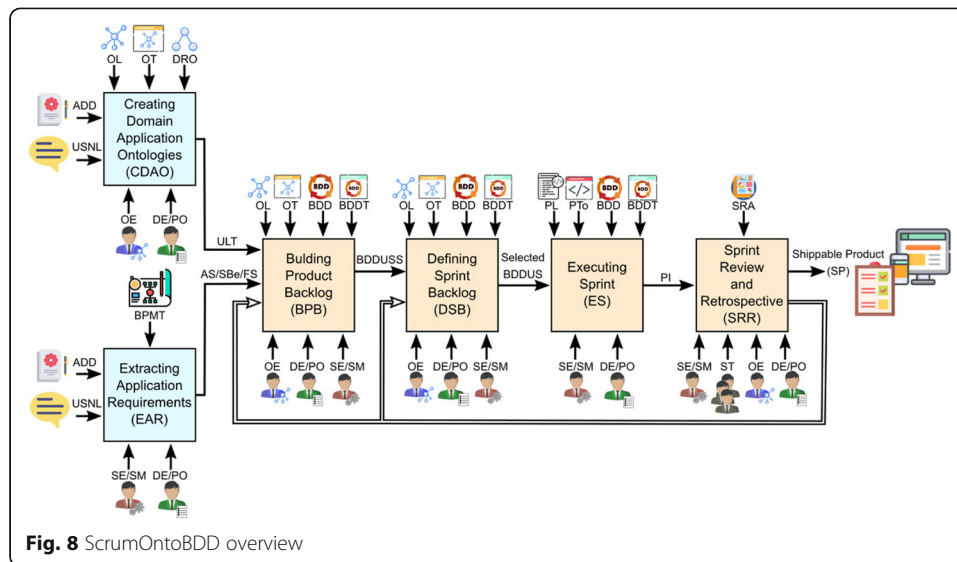 OL OT DRO
ADD
USNL
Creating
Domain
Application
Ontologies
(CDAO)
OE DE/PO
ULT
AS/SBe/FS
BPMT
ADD
USNL
Extracting
Application
Requirements
(EAR)
SE/SM DE/PO
OL OT BDD BDDT
BDD
Bulding
Product
Backlog
(BPB)
OE DE/PO SE/SM
BDDUSS
OL OT BDD BDDT
BDD
Defining
Sprint
Backlog
(DSB)
OE DE/PO SE/SM
Selected
BDDUS
PL PTo BDD BDDT
BDD
Executing
Sprint
(ES)
SE/SM DE/PO
PI
SRA
Sprint
Review
and
Retrospective
(SRR)
SE/SM ST OE DE/PO
Shippable Product
(SP)
Fig. 8 ScrumOntoBDD overview